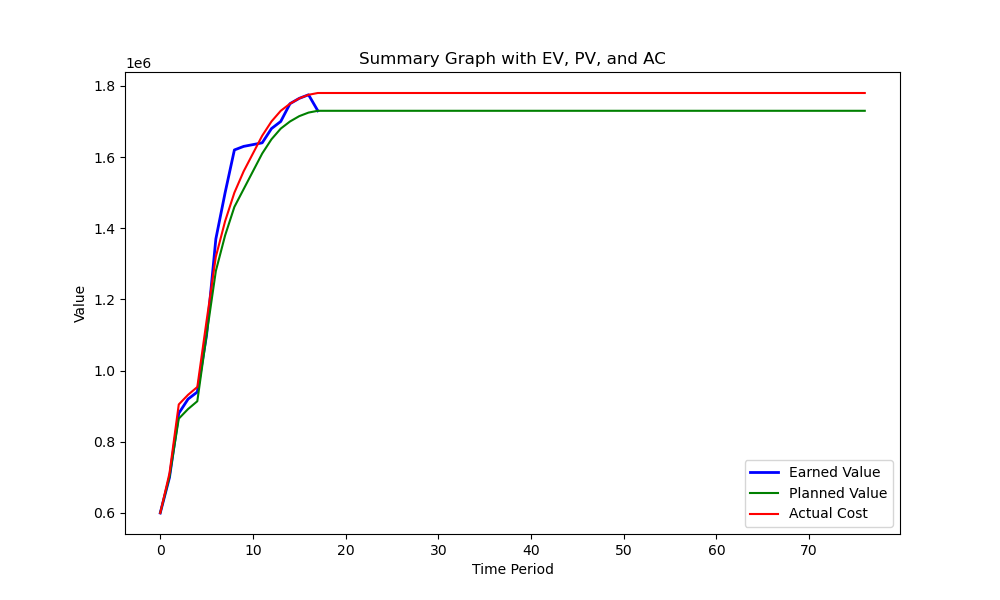 Summary Graph with EV, PV, and AC
1e6
1.8
1.6
1.4
1.2
1.0
0.8
0.6
Value
0 10 20 30 40 50 60 70
Time Period
Earned Value
Planned Value
Actual Cost